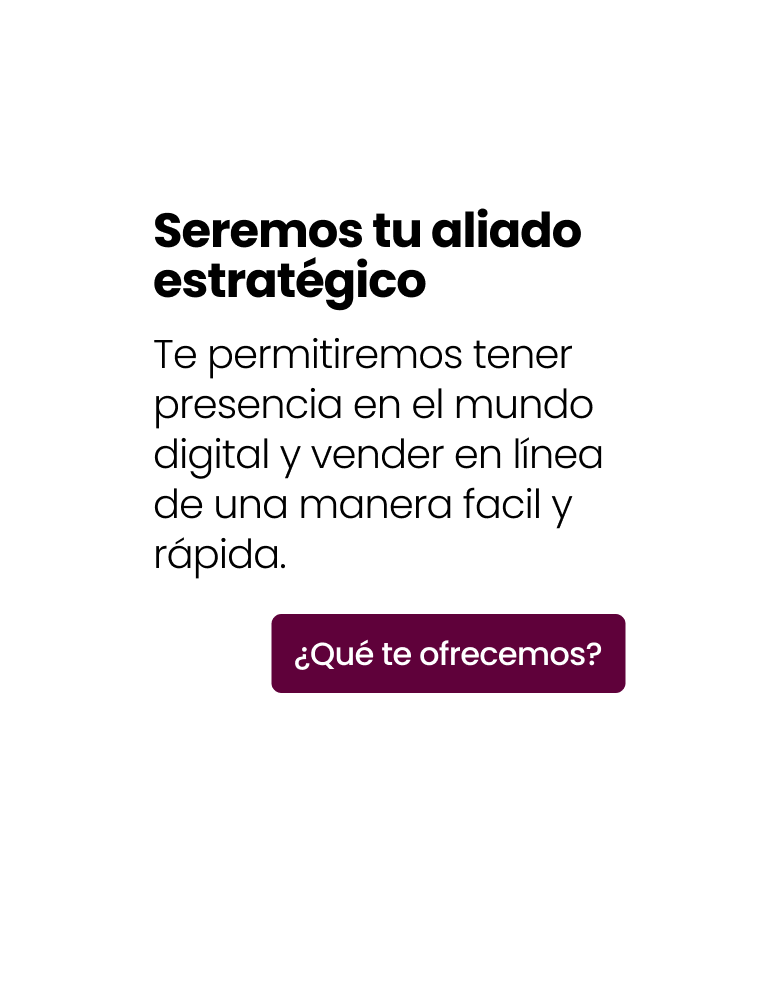 Seremos tu aliado
estratégico
Te permitiremos tener
presencia en el mundo
digital y vender en línea
de una manera facil y
rápida.
¿Qué te ofrecemos?